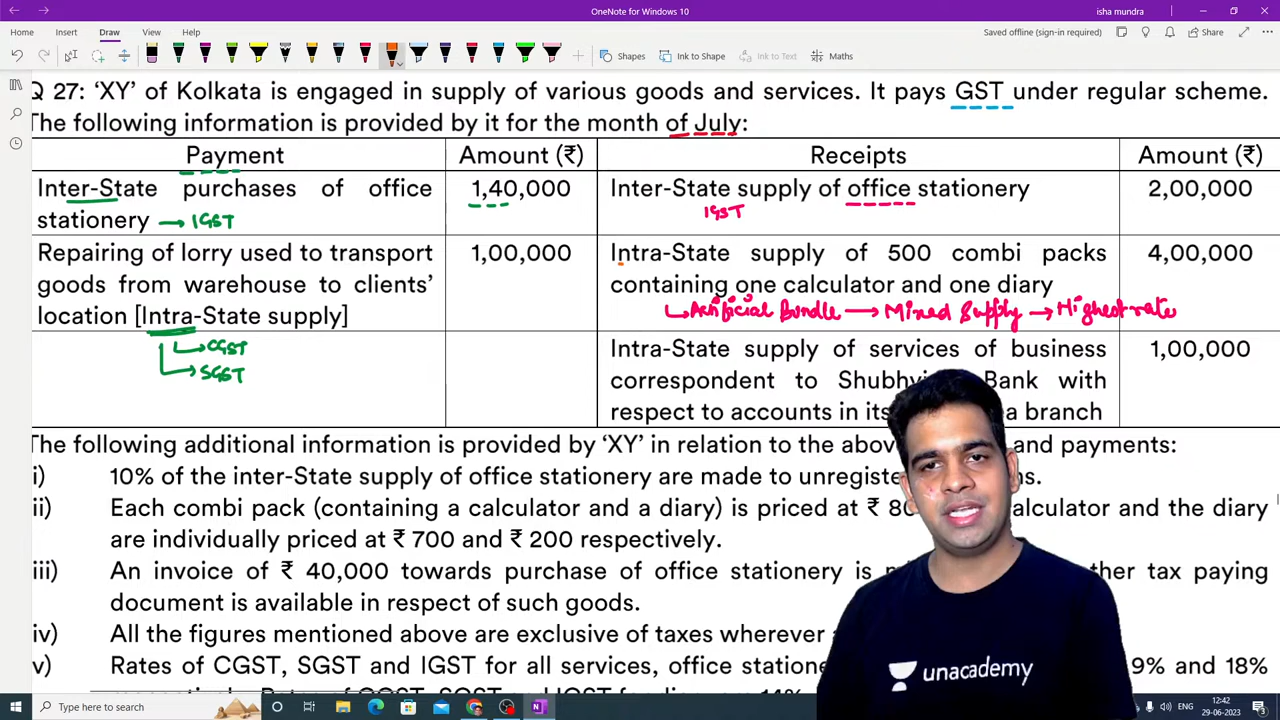 OneNote for Windows 10
isha mundra
Home Insert Draw View Help
Saved offline (sign-in required) Share
Shapes Ink to Text Ink to Text Maths
Q 27: ‘XY’ of Kolkata is engaged in supply of various goods and services. It pays GST under regular scheme.
The following information is provided by it for the month of July:
Payment Amount (₹) Receipts Amount (₹)
Inter-State purchases of office 1,40,000 Inter-State supply of office stationery 2,00,000
stationery → IGST IGST
Repairing of lorry used to transport 1,00,000 Intra-State supply of 500 combi packs 4,00,000
goods from warehouse to clients’ containing one calculator and one diary
location [Intra-State supply] Artificial Bundle → Mixed Supply → Highest rate
CGST Intra-State supply of services of business 1,00,000
SGST correspondent to Bank with
respect to accounts in a branch
The following additional information is provided by ‘XY’ in relation to the and payments:
i) 10% of the inter-State supply of office stationery are made to
ii) Each combi pack (containing a calculator and a diary) is priced at ₹ and the diary
are individually priced at ₹ 700 and ₹ 200 respectively.
iii) An invoice of ₹ 40,000 towards purchase of office stationery is tax paying
document is available in respect of such goods.
iv) All the figures mentioned above are exclusive of taxes wherever
v) Rates of CGST, SGST and IGST for all services, office 9% and 18%
unacademy
Type here to search ENG 12:42
29-06-2023